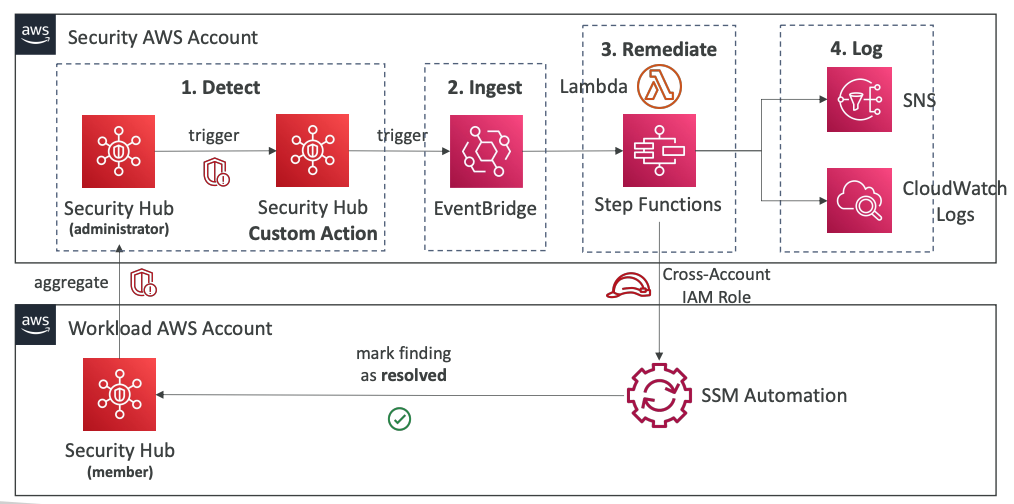 aws
Security AWS Account
1. Detect
trigger
Security Hub
(administrator)
Security Hub
Custom Action
trigger
2. Ingest
EventBridge
3. Remediate
Lambda
Step Functions
4. Log
SNS
CloudWatch
Logs
aggregate
Cross-Account
IAM Role
aws
Workload AWS Account
Security Hub
(member)
mark finding
as resolved
SSM Automation